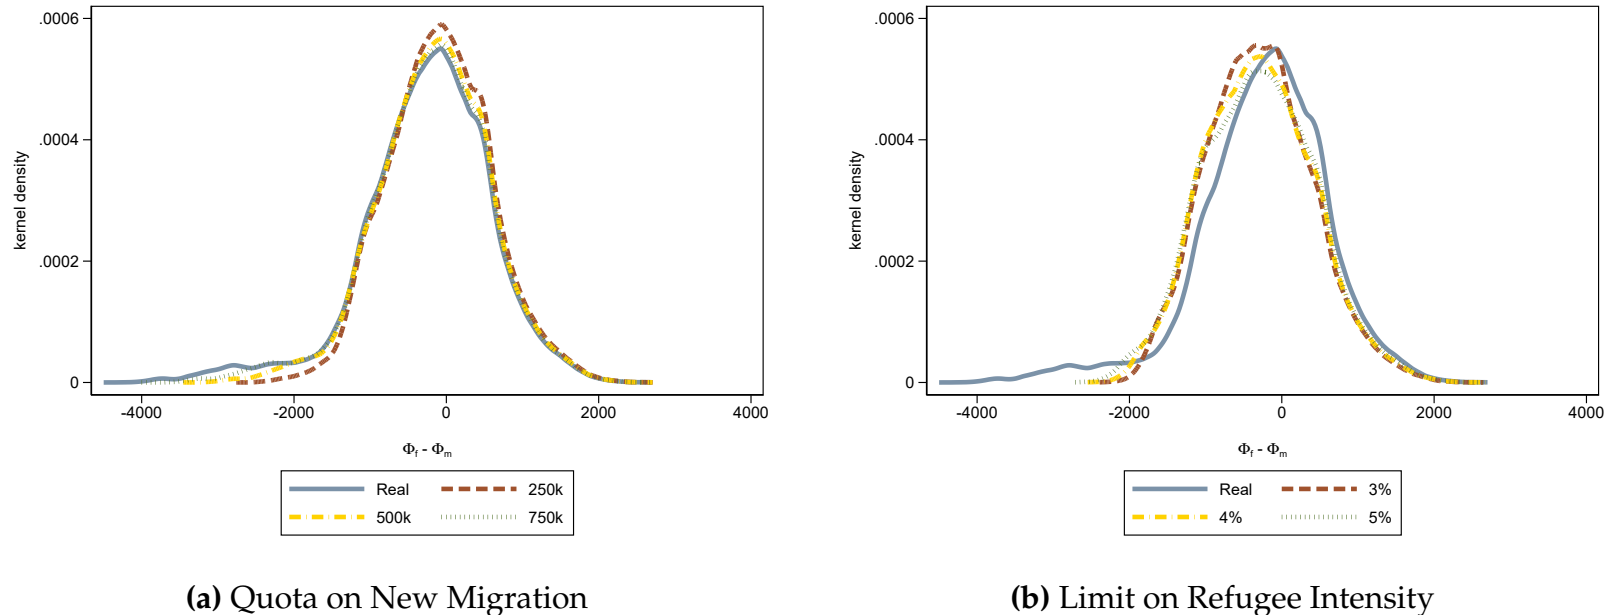 .0006
.0004
.0002
0
kernel density
-4000
-2000
0
2000
4000
Φf - Φm
Real
250k
500k
750k
(a) Quota on New Migration
.0006
.0004
.0002
0
kernel density
-4000
-2000
0
2000
4000
Φf - Φm
Real
3%
4%
5%
(b) Limit on Refugee Intensity